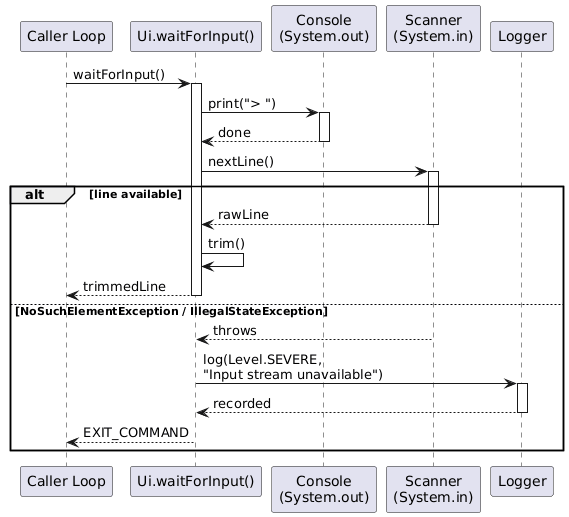 Caller Loop
Ui.waitForInput()
Console
(System.out)
Scanner
(System.in)
Logger
waitForInput()
print("> ")
done
nextLine()
alt
[line available]
rawLine
trim()
trimmedLine
[NoSuchElementException / IllegalStateException]
throws
log(Level.SEVERE,
"Input stream unavailable")
recorded
EXIT_COMMAND
Caller Loop
Ui.waitForInput()
Console
(System.out)
Scanner
(System.in)
Logger